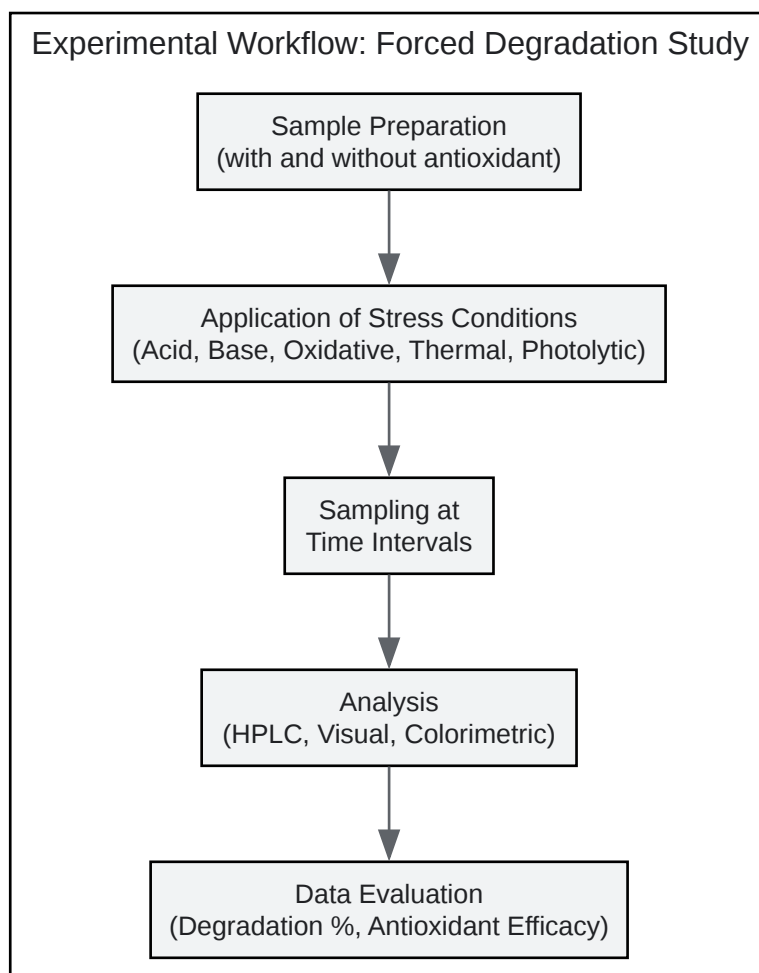 Experimental Workflow: Forced Degradation Study
Sample Preparation
(with and without antioxidant)
Application of Stress Conditions
(Acid, Base, Oxidative, Thermal, Photolytic)
Sampling at
Time Intervals
Analysis
(HPLC, Visual, Colorimetric)
Data Evaluation
(Degradation %, Antioxidant Efficacy)